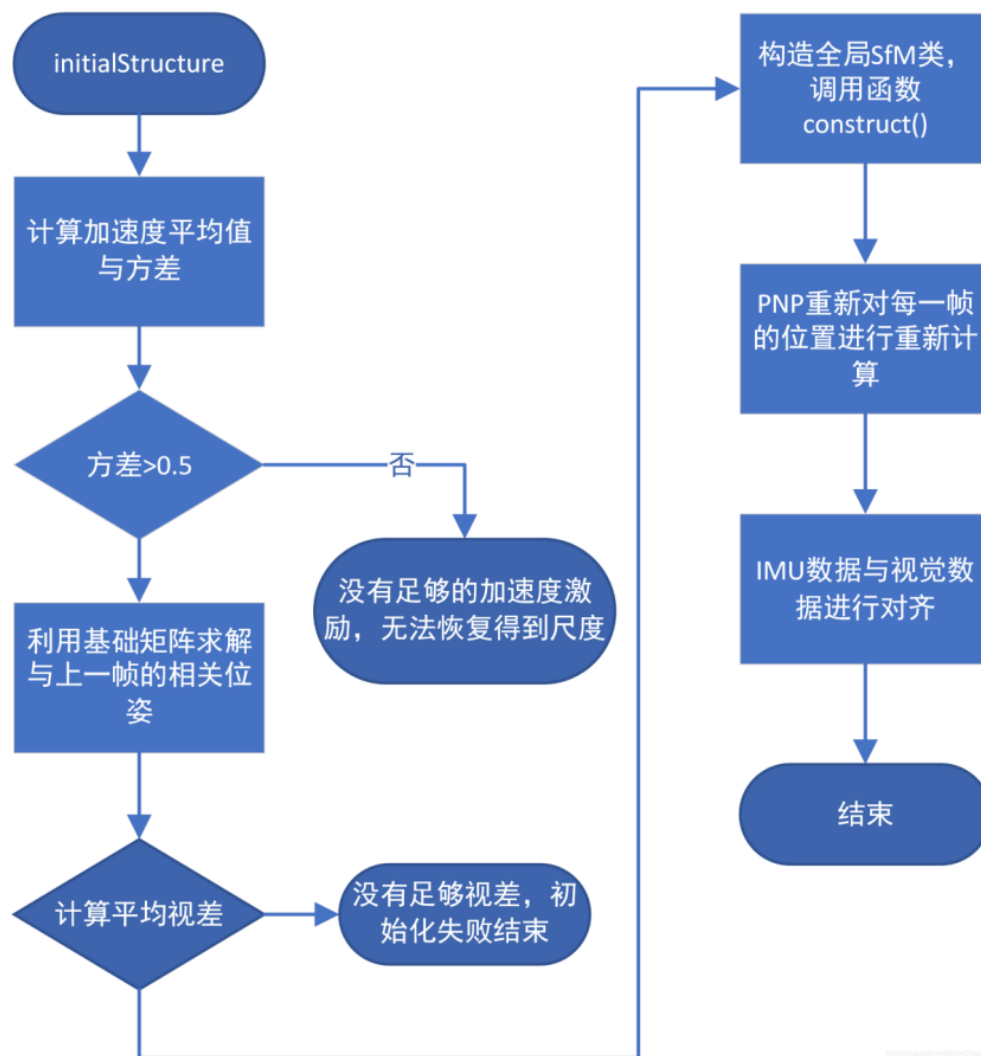 initialStructure
计算加速度平均值
与方差
方差>0.5
否
没有足够的加速度激
励，无法恢复得到尺度
利用基础矩阵求解
与上一帧的相关位
姿
计算平均视差
没有足够视差，初
始化失败结束
构造全局SfM类，
调用函数
construct()
PNP重新对每一帧
的位置进行重新计
算
IMU数据与视觉数
据进行对齐
结束